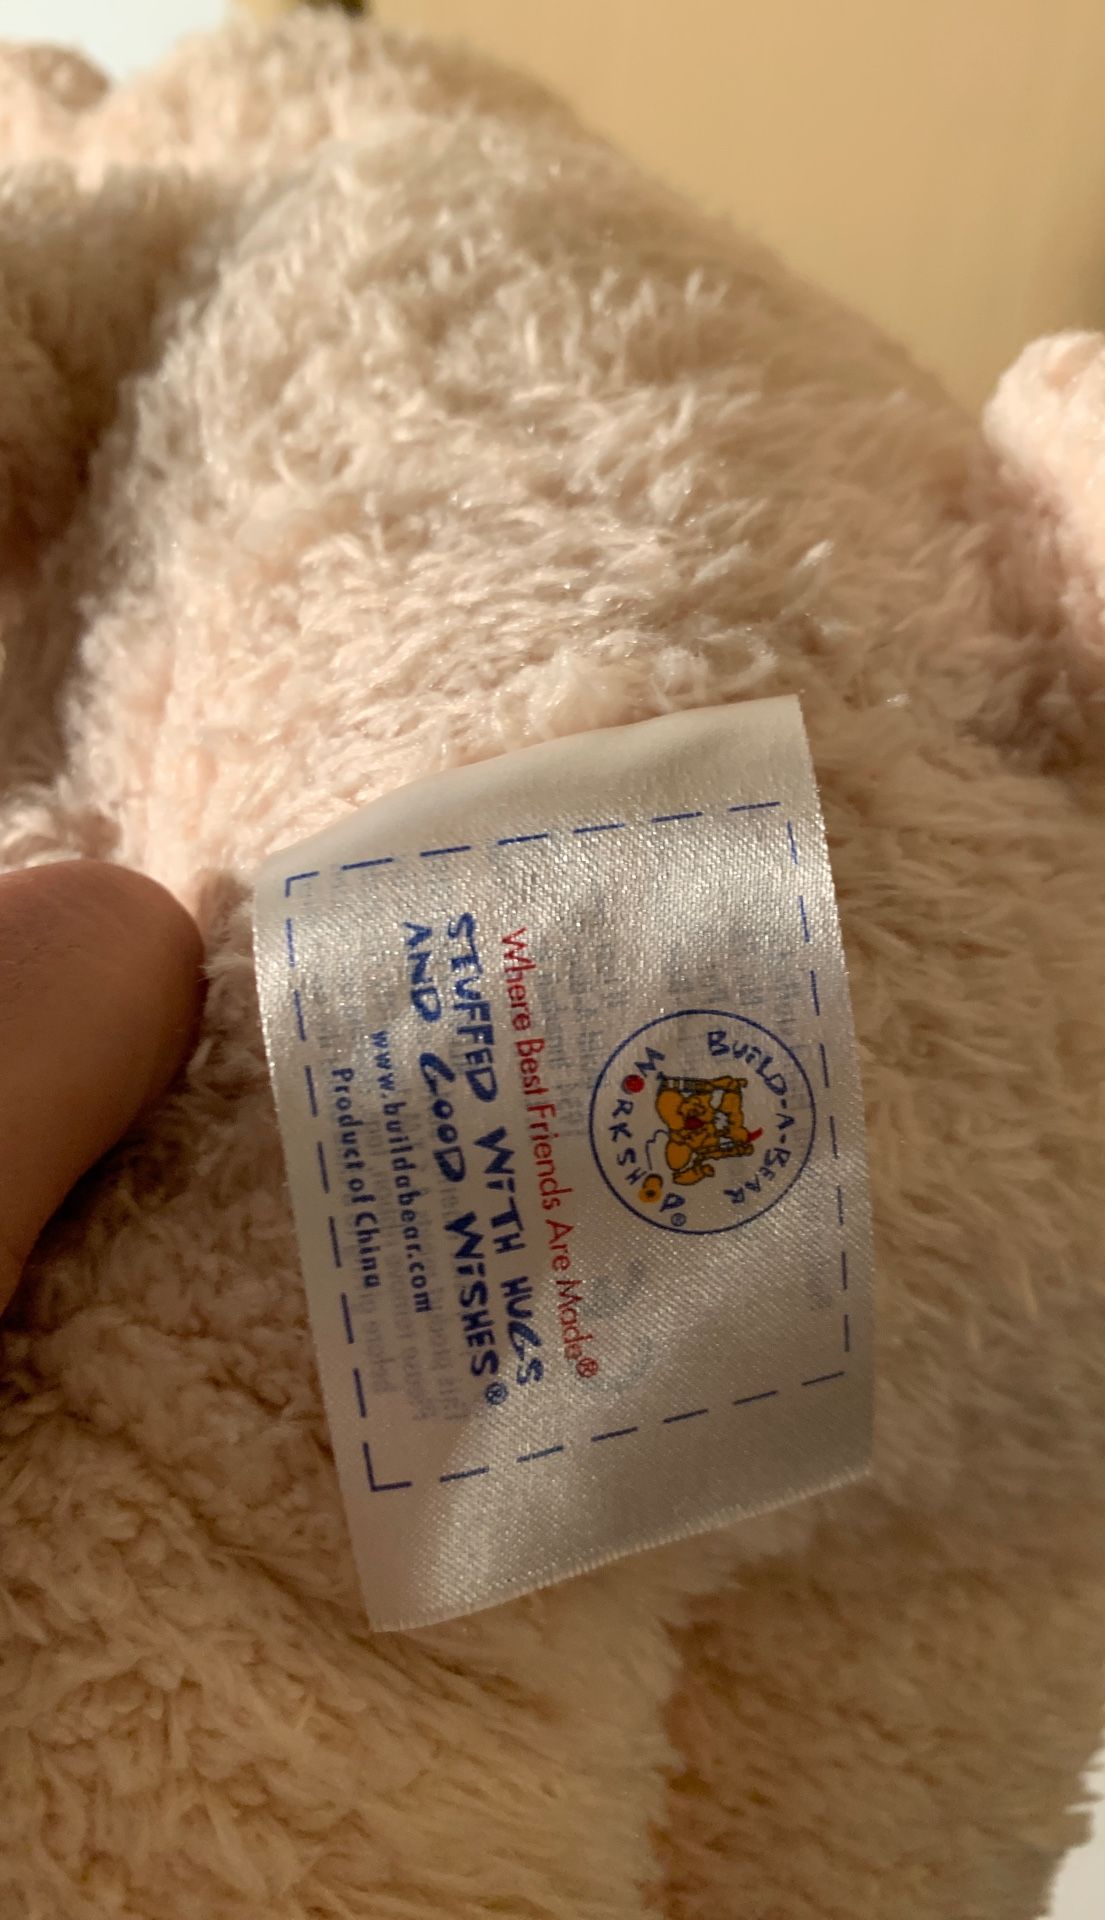 BUILD-A-BEAR
WORKSHOP®
Where Best Friends Are Made®
STUFFED WITH HUGS
AND GOOD WISHES®
www.buildabear.com
Product of China